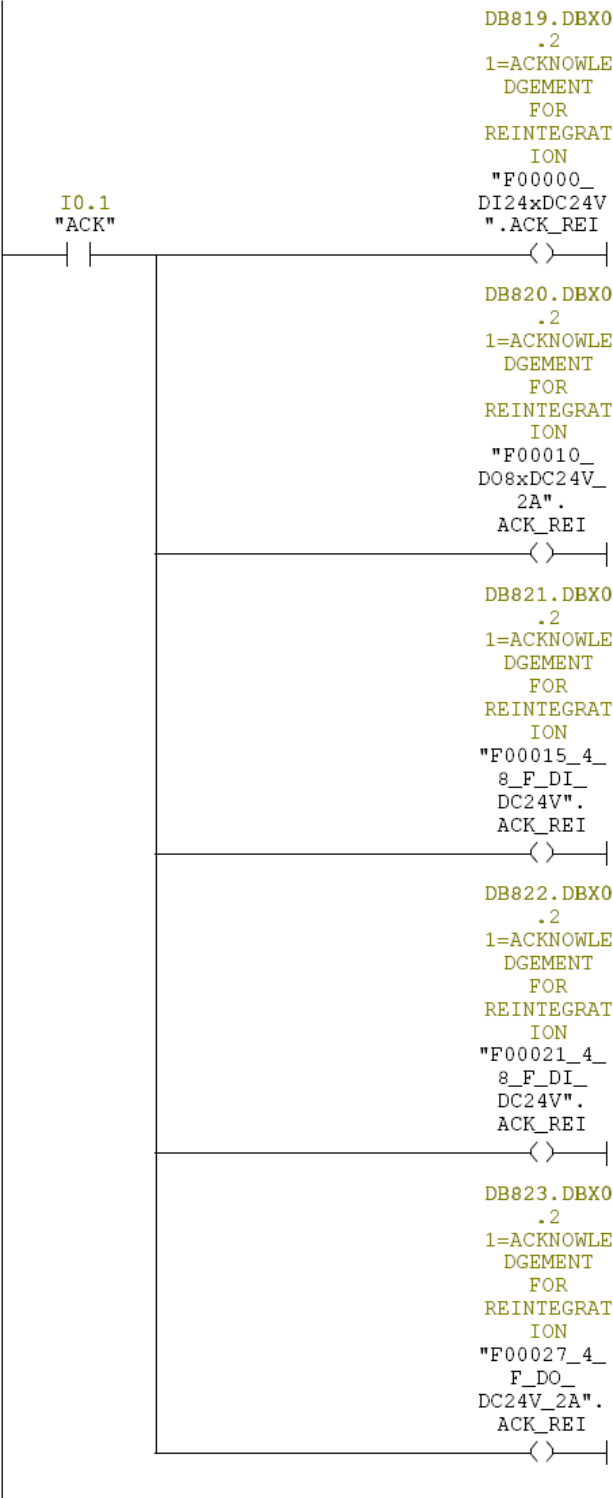 DB819.DBX0
.2
1=ACKNOWLE
DGEMENT
FOR
REINTEGRAT
ION
"F00000_
I0.1
DI24xDC24V
"ACK"
".ACK_REI
DB820.DBX0
.2
1=ACKNOWLE
DGEMENT
FOR
REINTEGRAT
ION
"F00010_
DO8xDC24V_
2A".
ACK_REI
DB821.DBX0
.2
1=ACKNOWLE
DGEMENT
FOR
REINTEGRAT
ION
"F00015_4_
8_F_DI_
DC24V".
ACK_REI
DB822.DBX0
.2
1=ACKNOWLE
DGEMENT
FOR
REINTEGRAT
ION
"F00021_4_
8_F_DI_
DC24V".
ACK_REI
DB823.DBX0
.2
1=ACKNOWLE
DGEMENT
FOR
REINTEGRAT
ION
"F00027_4_
F_DO_
DC24V_2A".
ACK_REI